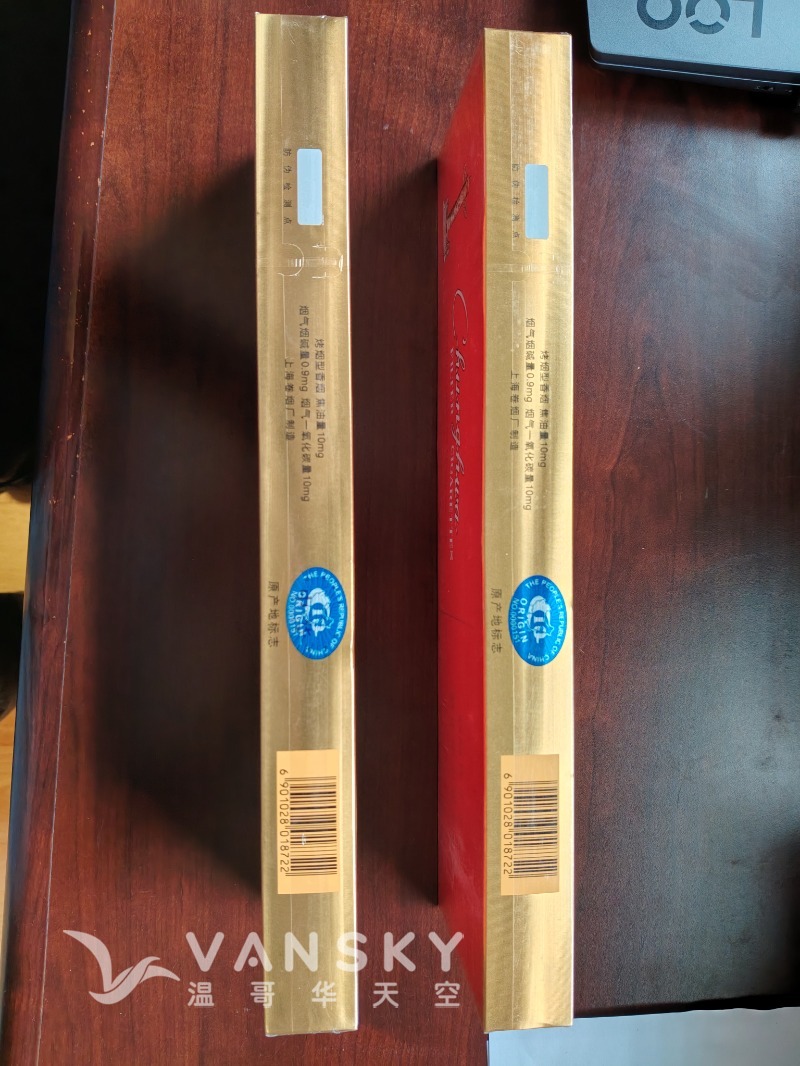 防伪检测点
烤烟型香烟 焦油量10mg
烟气烟碱量0.9mg 烟气一氧化碳量10mg
上海卷烟厂制造
原产地标志
THE PEOPLE'S REPUBLIC OF CHINA
ORIGIN
6 901028 018722
防伪检测点
烤烟型香烟 焦油量10mg
烟气烟碱量0.9mg 烟气一氧化碳量10mg
上海卷烟厂制造
原产地标志
THE PEOPLE'S REPUBLIC OF CHINA
ORIGIN
6 901028 018722
Chunghua
VANSKY
温哥华天空